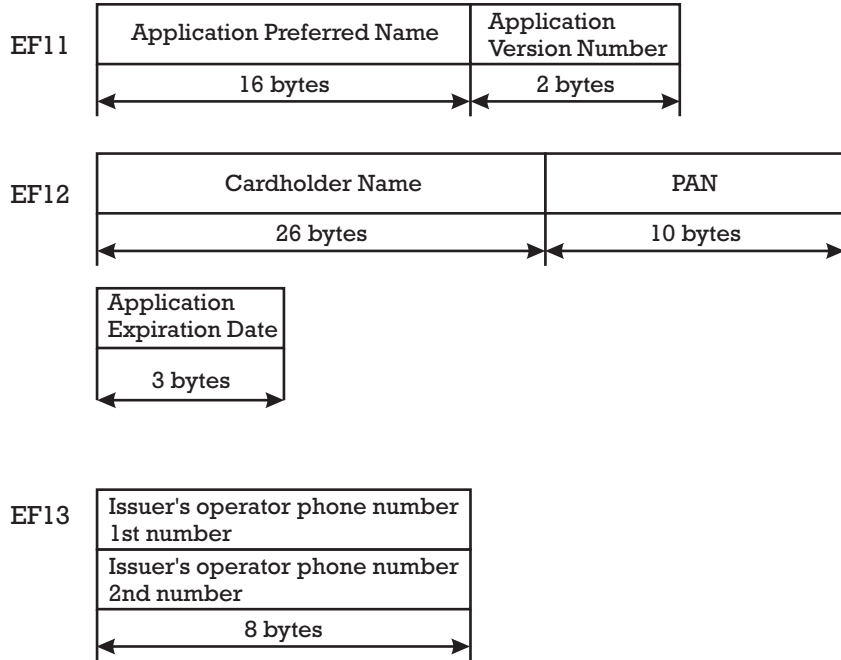 EF11
Application Preferred Name
Application
Version Number
16 bytes
2 bytes
EF12
Cardholder Name
PAN
26 bytes
10 bytes
Application
Expiration Date
3 bytes
EF13
Issuer's operator phone number
1st number
Issuer's operator phone number
2nd number
8 bytes